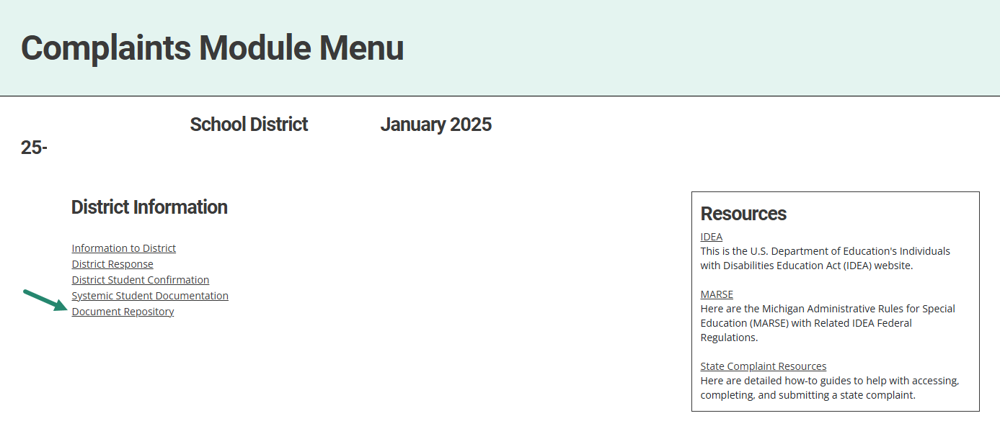 Complaints Module Menu
School District January 2025
25-
District Information
Information to District
District Response
District Student Confirmation
Systemic Student Documentation
Document Repository
Resources
IDEA
This is the U.S. Department of Education's Individuals
with Disabilities Education Act (IDEA) website.
MARSE
Here are the Michigan Administrative Rules for Special
Education (MARSE) with Related IDEA Federal
Regulations.
State Complaint Resources
Here are detailed how-to guides to help with accessing,
completing, and submitting a state complaint.